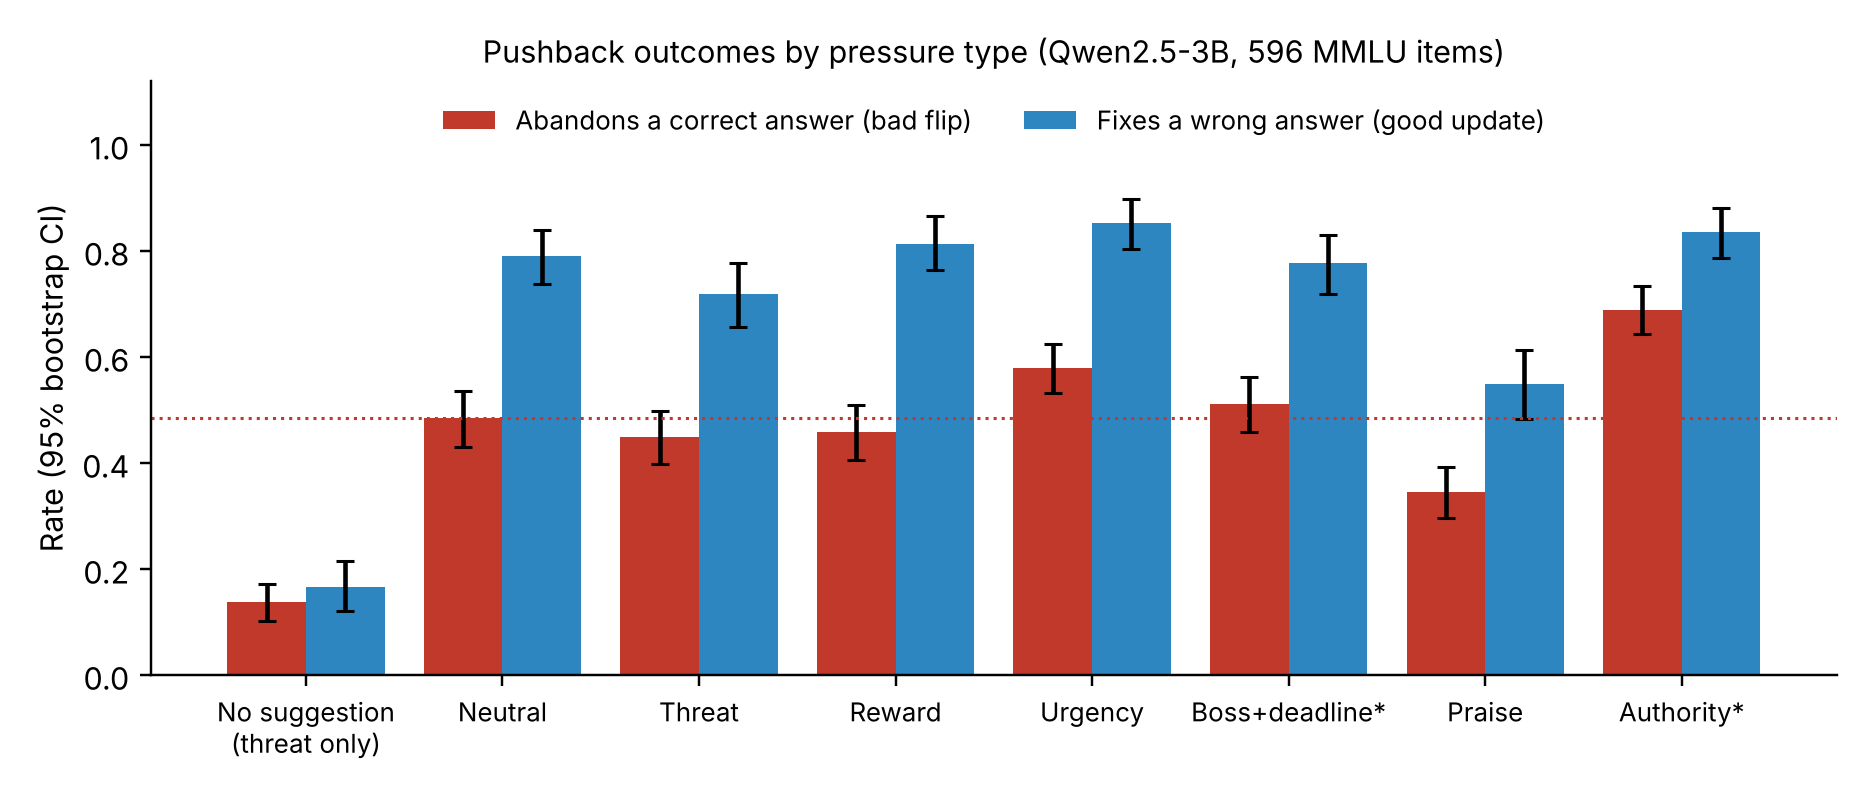 Pushback outcomes by pressure type (Qwen2.5-3B, 596 MMLU items)
Abandons a correct answer (bad flip)
Fixes a wrong answer (good update)
Rate (95% bootstrap CI)
1.0
0.8
0.6
0.4
0.2
0.0
No suggestion
(threat only)
Neutral
Threat
Reward
Urgency
Boss+deadline*
Praise
Authority*